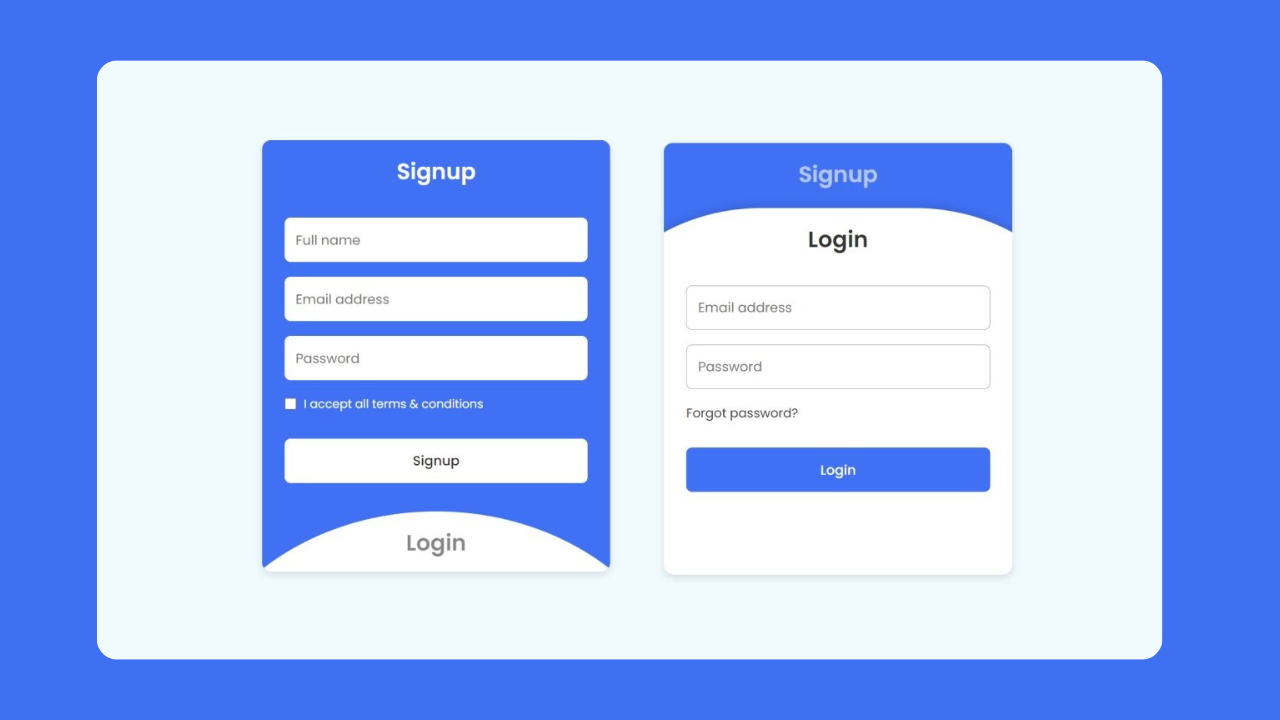 Signup
Full name
Email address
Password
I accept all terms & conditions
Signup
Login
Signup
Login
Email address
Password
Forgot password?
Login